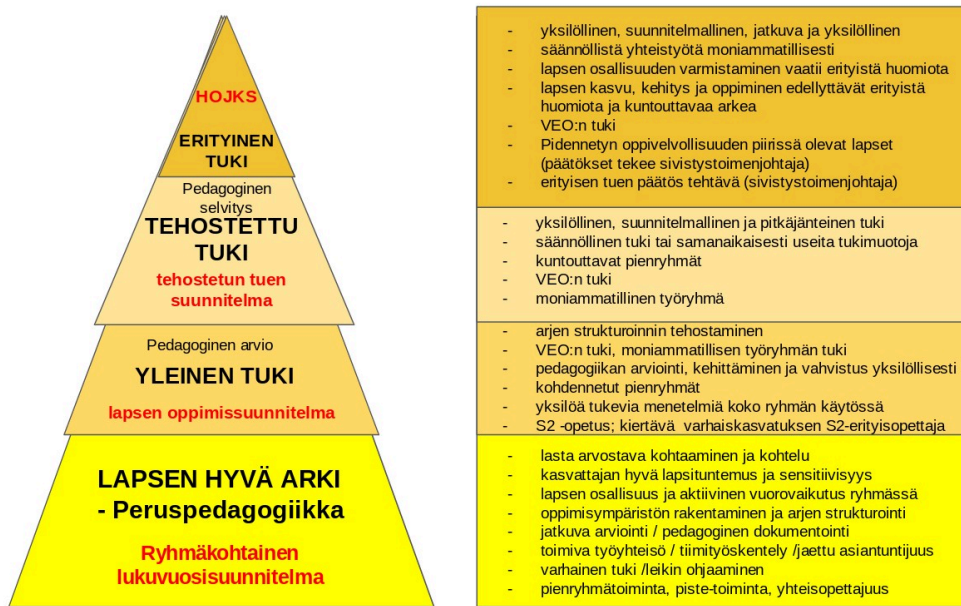 HOJKS
ERITYINEN
TUKI
- yksilöllinen, suunnitelmallinen, jatkuva ja yksilöllinen
- säännöllistä yhteistyötä moniammatillisesti
- lapsen osallisuuden varmistaminen vaatii erityistä huomiota
- lapsen kasvu, kehitys ja oppiminen edellyttävät erityistä
huomiota ja kuntouttavaa arkea
- VEO:n tuki
- Pidennetyn oppivelvollisuuden piirissä olevat lapset
(päätökset tekee sivistystoimenjohtaja)
- erityisen tuen päätös tehtävä (sivistystoimenjohtaja)
Pedagoginen
selvitys
TEHOSTETTU
TUKI
tehostetun tuen
suunnitelma
- yksilöllinen, suunnitelmallinen ja pitkäjänteinen tuki
- säännöllinen tuki tai samanaikaisesti useita tukimuotoja
- kuntouttavat pienryhmät
- VEO:n tuki
- moniammatillinen työryhmä
Pedagoginen arvio
YLEINEN TUKI
lapsen oppimissuunnitelma
- arjen strukturoinnin tehostaminen
- VEO:n tuki, moniammatillisen työryhmän tuki
- pedagogiikan arviointi, kehittäminen ja vahvistus yksilöllisesti
- kohdennetut pienryhmät
- yksilöä tukevia menetelmiä koko ryhmän käytössä
- S2 -opetus; kiertävä varhaiskasvatuksen S2-erityisopettaja
LAPSEN HYVÄ ARKI
- Peruspedagogiikka
Ryhmäkohtainen
lukuvuosisuunnitelma
- lasta arvostava kohtaaminen ja kohtelu
- kasvattajan hyvä lapsituntemus ja sensitiivisyys
- lapsen osallisuus ja aktiivinen vuorovaikutus ryhmässä
- oppimisympäristön rakentaminen ja arjen strukturointi
- jatkuva arviointi / pedagoginen dokumentointi
- toimiva työyhteisö / tiimityöskentely /jaettu asiantuntijuus
- varhainen tuki /leikin ohjaaminen
- pienryhmätoiminta, piste-toiminta, yhteisopettajuus